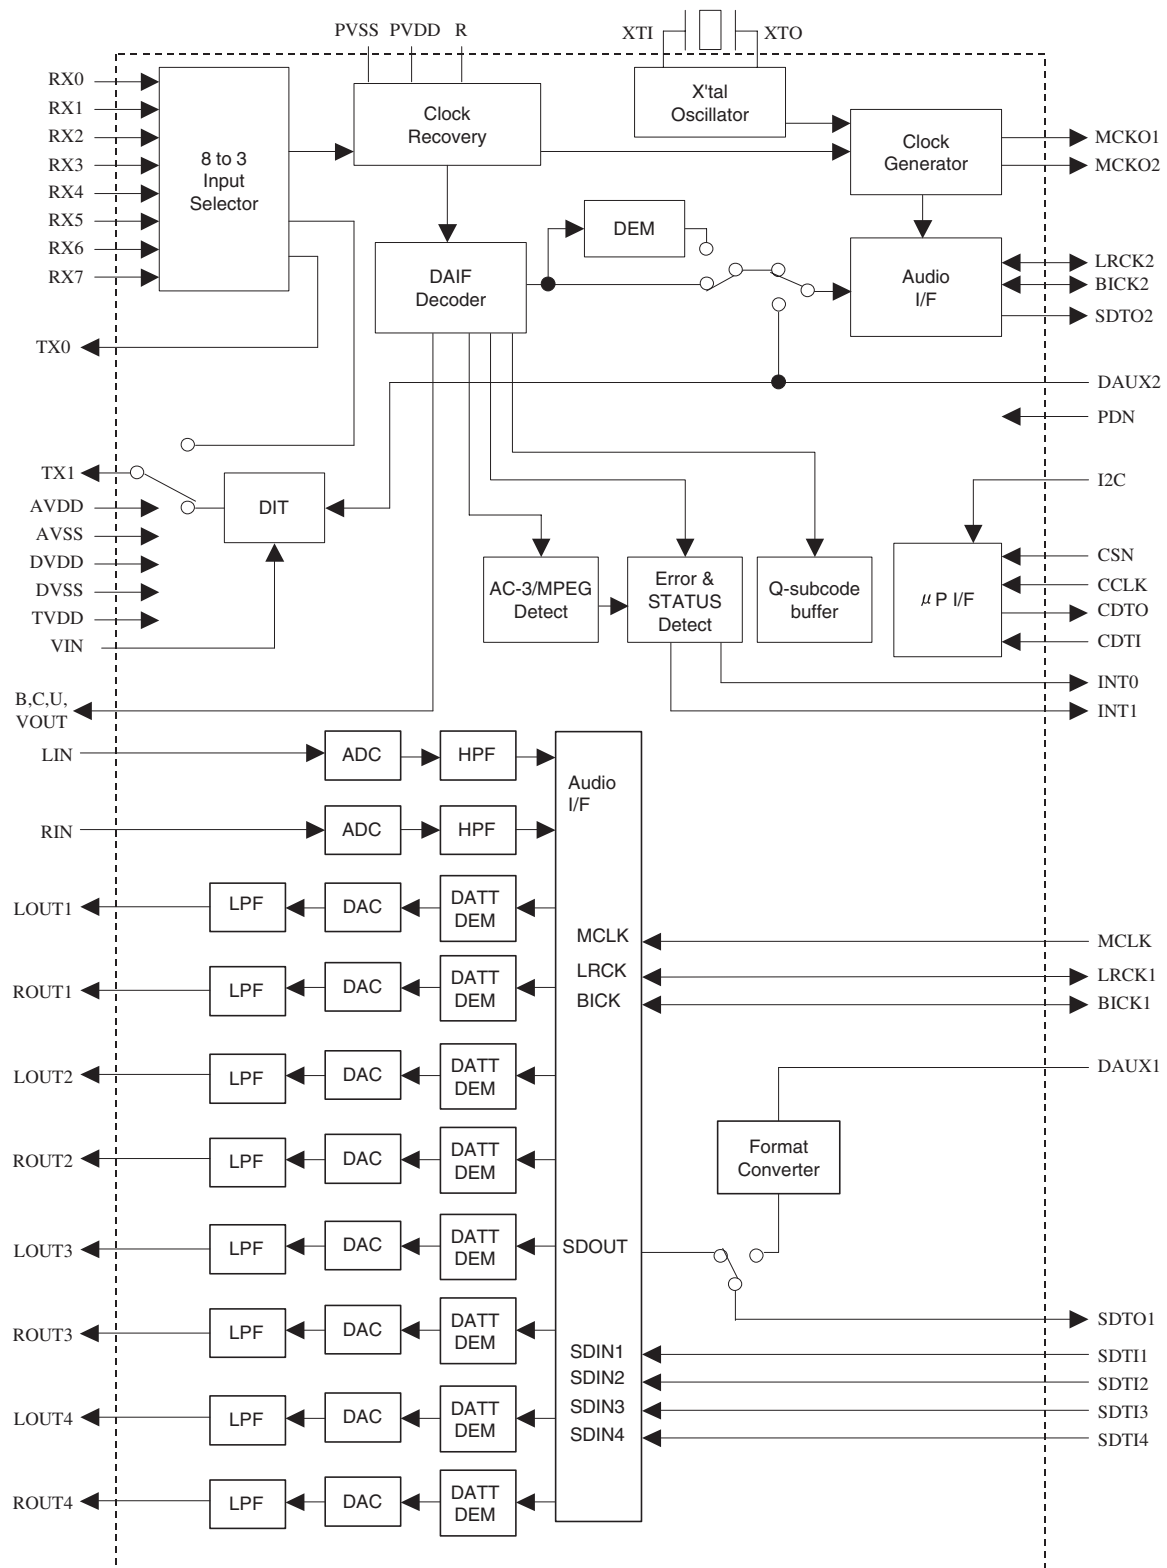 PVSS PVDD R
XTI XTO
RX0
RX1
RX2
RX3
RX4
RX5
RX6
RX7
8 to 3
Input
Selector
Clock
Recovery
X'tal
Oscillator
Clock
Generator
MCKO1
MCKO2
DEM
DAIF
Decoder
Audio
I/F
LRCK2
BICK2
SDTO2
TX0
DAUX2
PDN
TX1
DIT
I2C
AVDD
AVSS
DVDD
DVSS
TVDD
VIN
AC-3/MPEG
Detect
Error &
STATUS
Detect
Q-subcode
buffer
μP I/F
CSN
CCLK
CDTO
CDTI
INT0
INT1
B,C,U,
VOUT
LIN
ADC
HPF
Audio
I/F
RIN
ADC
HPF
LOUT1
LPF
DAC
DATT
DEM
MCLK
MCLK
ROUT1
LPF
DAC
DATT
DEM
LRCK
LRCK1
BICK
BICK1
LOUT2
LPF
DAC
DATT
DEM
DAUX1
ROUT2
LPF
DAC
DATT
DEM
Format
Converter
LOUT3
LPF
DAC
DATT
DEM
SDOUT
SDTO1
ROUT3
LPF
DAC
DATT
DEM
SDIN1
SDTI1
SDIN2
SDTI2
SDIN3
SDTI3
SDIN4
SDTI4
LOUT4
LPF
DAC
DATT
DEM
ROUT4
LPF
DAC
DATT
DEM